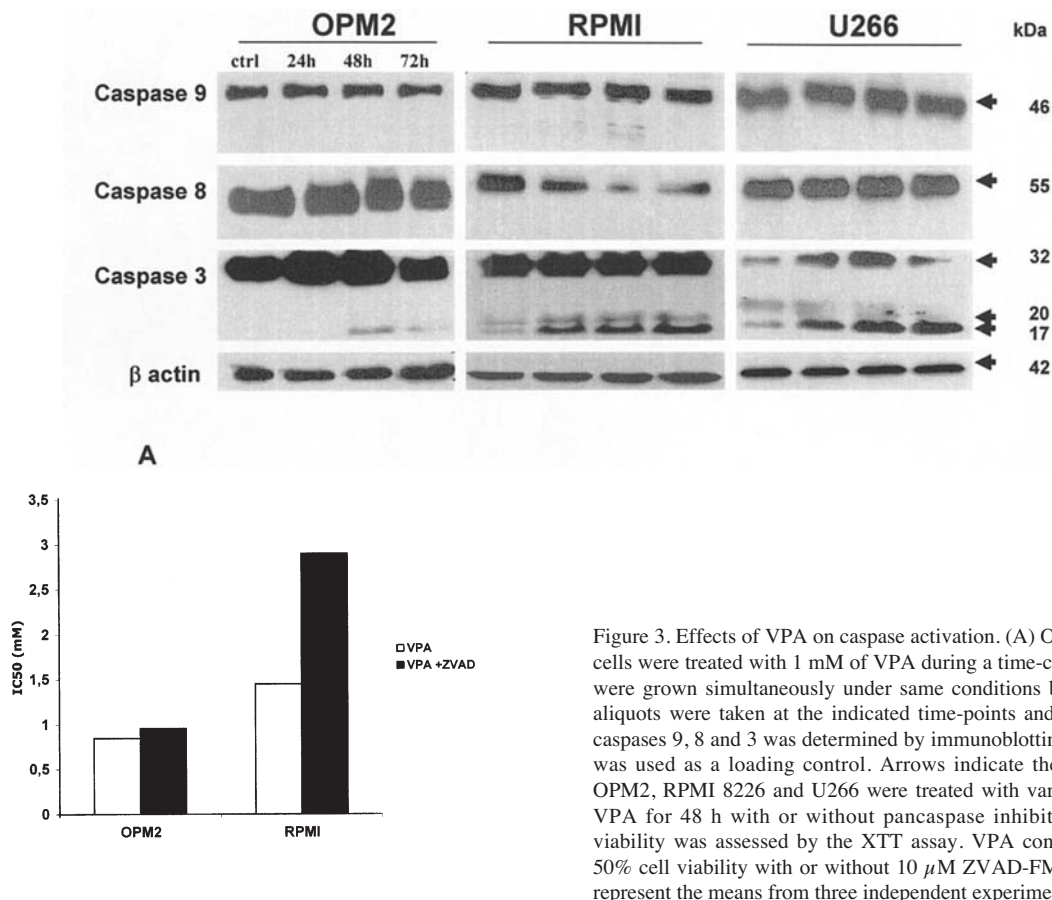 OPM2 RPMI U266 kDa
ctrl 24h 48h 72h
Caspase 9 46
Caspase 8 55
Caspase 3 32
20
17
β actin 42
A
3,5
3
2,5
2
1,5
1
0,5
0
IC50 (mM)
OPM2 RPMI
VPA
VPA +ZVAD
Figure 3. Effects of VPA on caspase activation. (A) O
cells were treated with 1 mM of VPA during a time-c
were grown simultaneously under same conditions b
aliquots were taken at the indicated time-points and
caspases 9, 8 and 3 was determined by immunoblottin
was used as a loading control. Arrows indicate the
OPM2, RPMI 8226 and U266 were treated with var
VPA for 48 h with or without pancaspase inhibit
viability was assessed by the XTT assay. VPA con
50% cell viability with or without 10 μM ZVAD-FM
represent the means from three independent experime